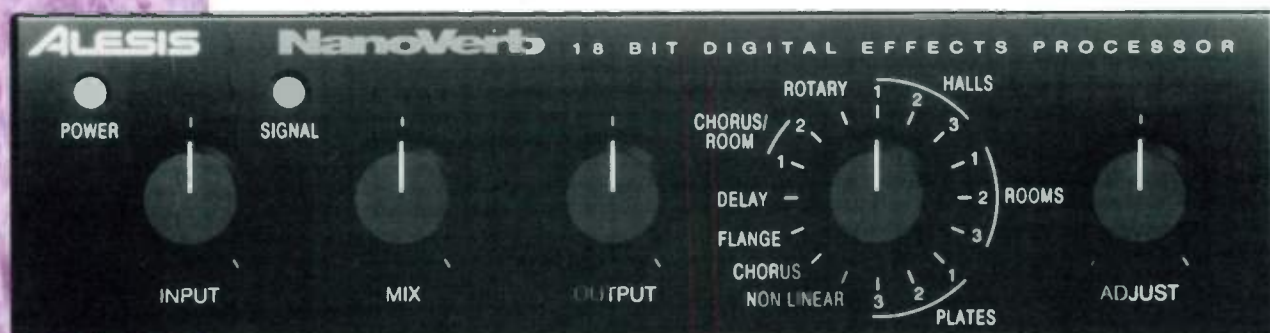 ALESIS NanoVerb 18 BIT DIGITAL EFFECTS PROCESSOR
POWER
SIGNAL
INPUT
MIX
OUTPUT
ROTARY
1 2 3 HALLS
1 2 3 ROOMS
1 2 3 PLATES
NON LINEAR
CHORUS
FLANGE
DELAY
CHORUS/
ROOM
1 2
ADJUST